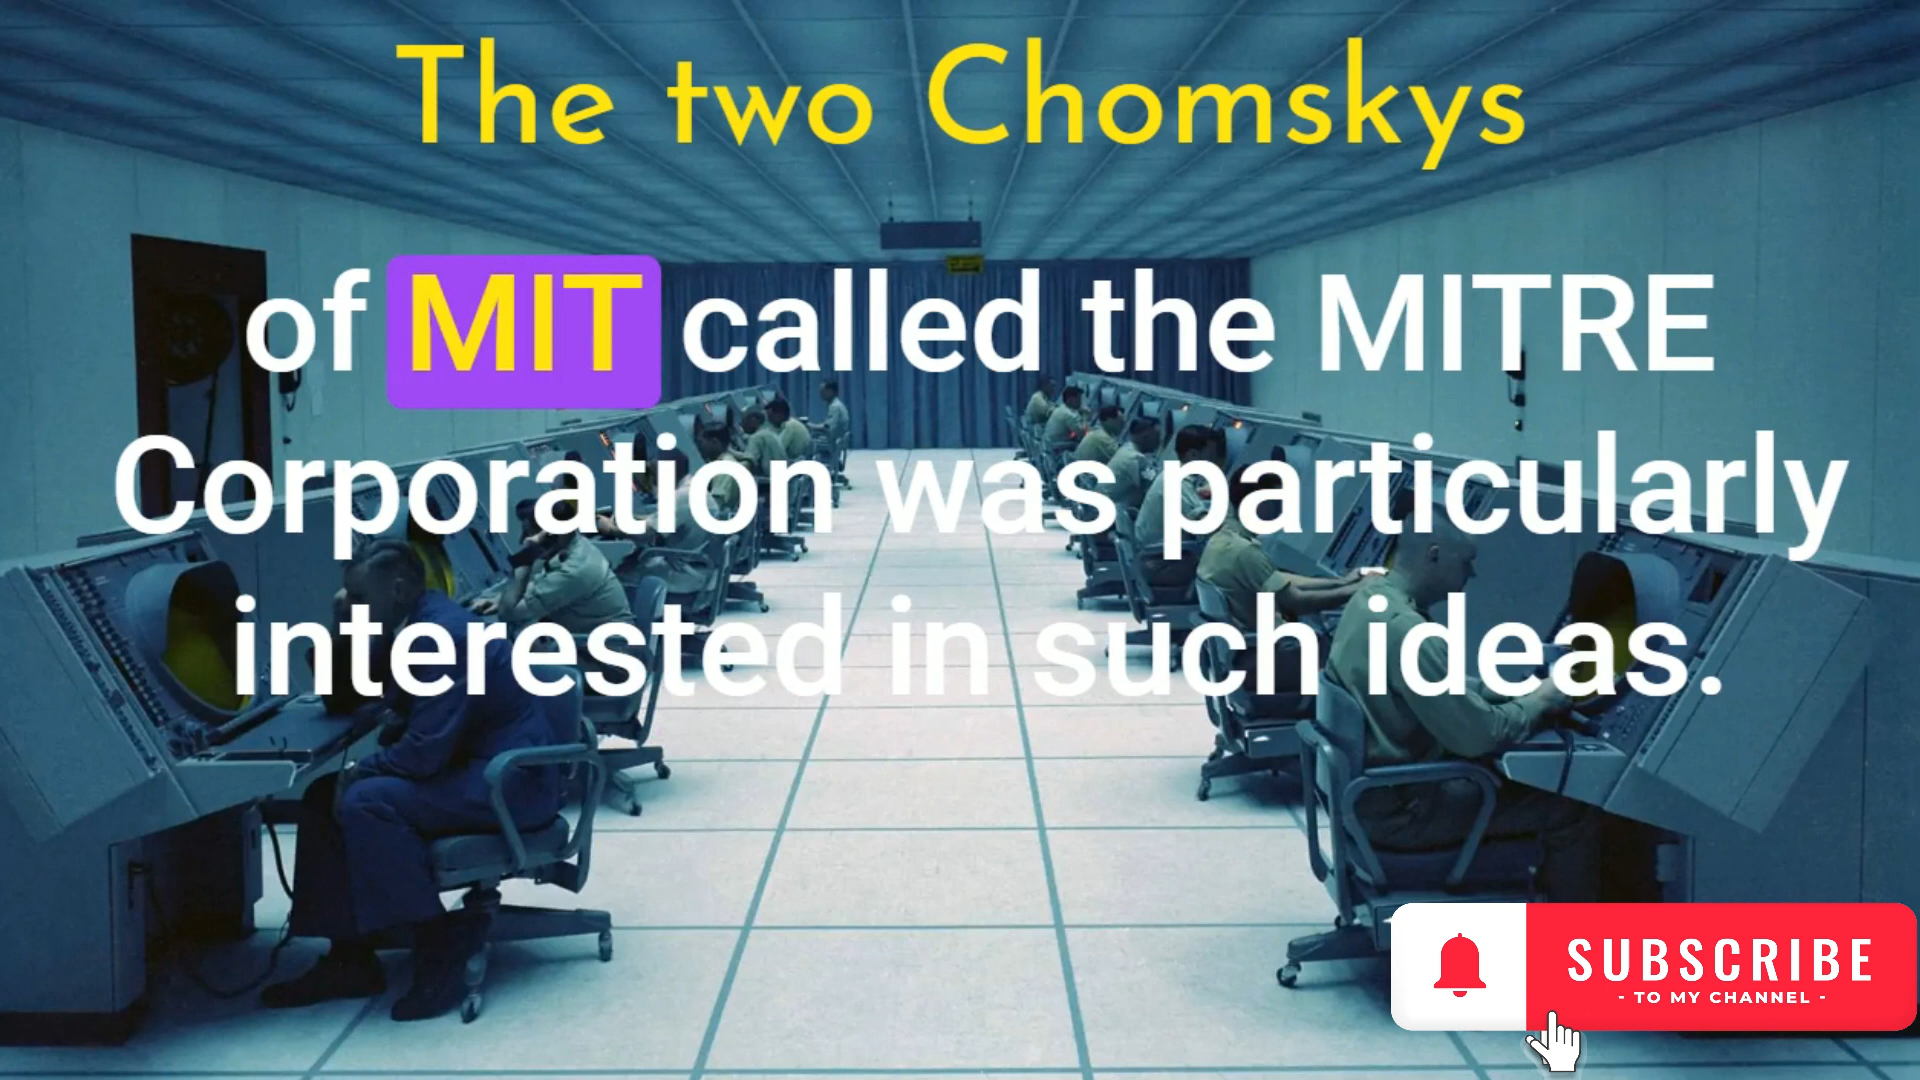 The two Chomskys
of MIT called the MITRE
Corporation was particularly
interested in such ideas.
SUBSCRIBE
- TO MY CHANNEL -